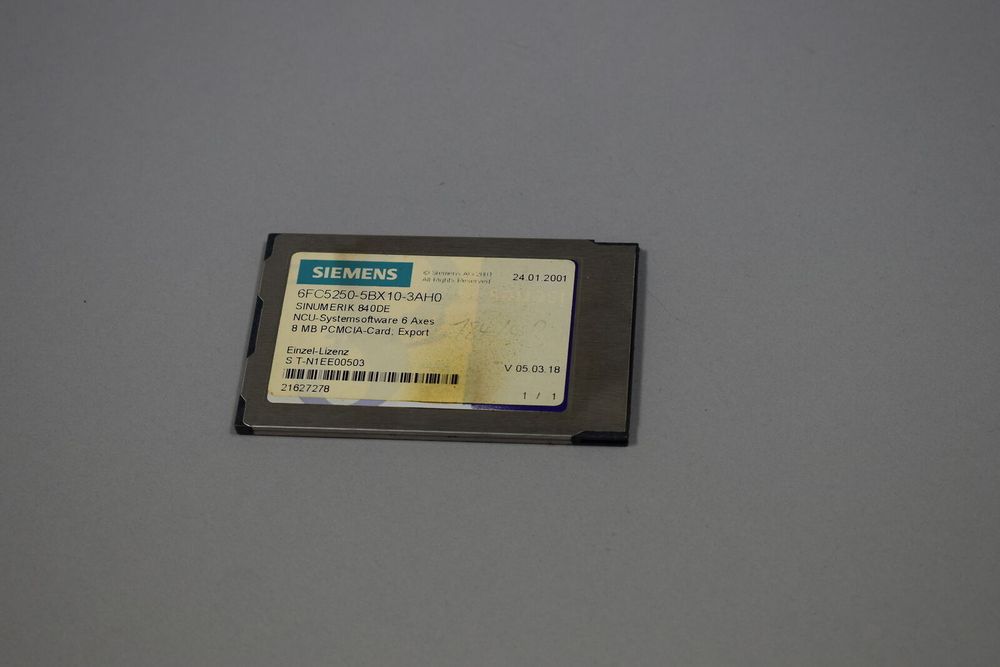 SIEMENS
© Siemens AG 2001
All Rights Reserved
24.01.2001
6FC5250-5BX10-3AH0
SINUMERIK 840DE
NCU-Systemsoftware 6 Axes
8 MB PCMCIA-Card, Export
Einzel-Lizenz
S T-N1EE00503
V 05.03.18
21627278
1 / 1